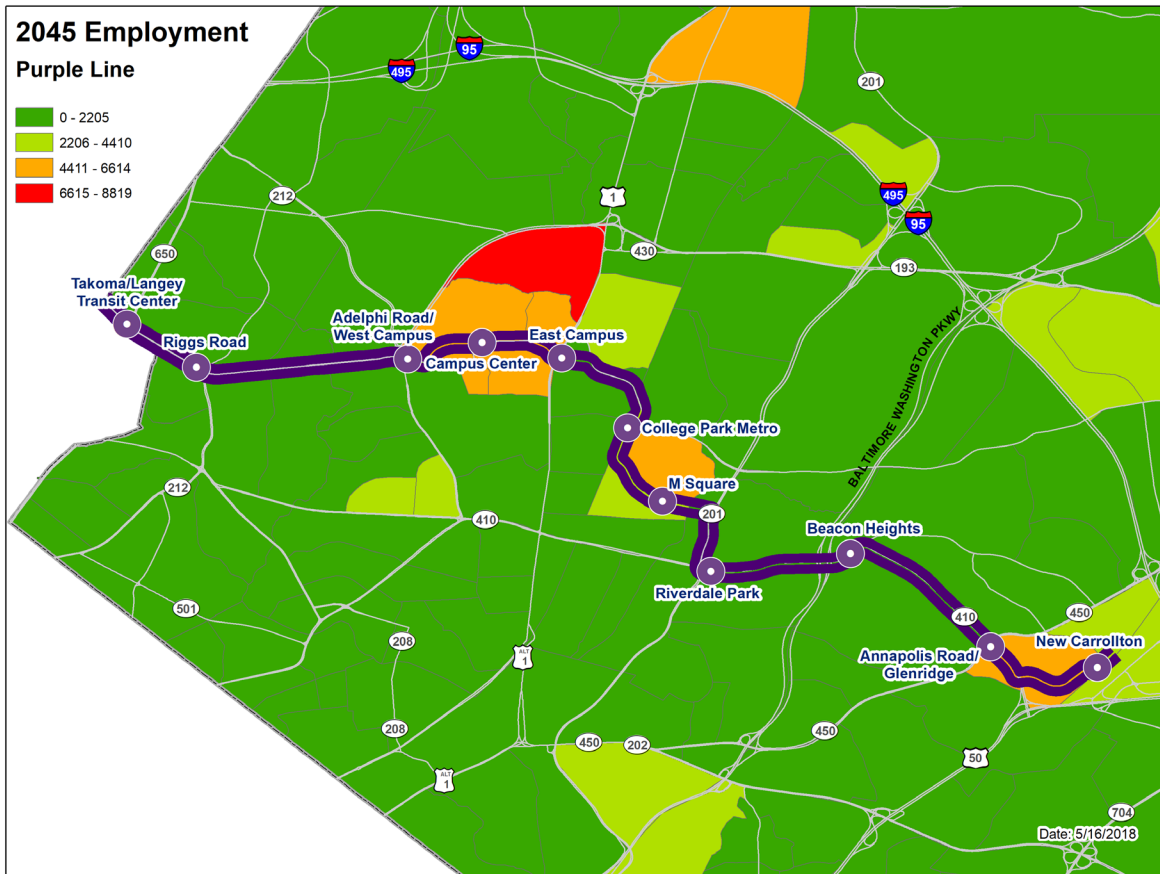 2045 Employment
Purple Line
0 - 2205
2206 - 4410
4411 - 6614
6615 - 8819
95
495
201
212
1
495
95
430
650
193
Takoma/Langey
Transit Center
Riggs Road
Adelphi Road/
West Campus
Campus Center
East Campus
BALTIMORE WASHINGTON PKWY
College Park Metro
M Square
212
410
201
Beacon Heights
Riverdale Park
501
410
450
208
ALT
1
New Carrollton
Annapolis Road/
Glenridge
208
450
202
450
50
ALT
1
704
Date: 5/16/2018